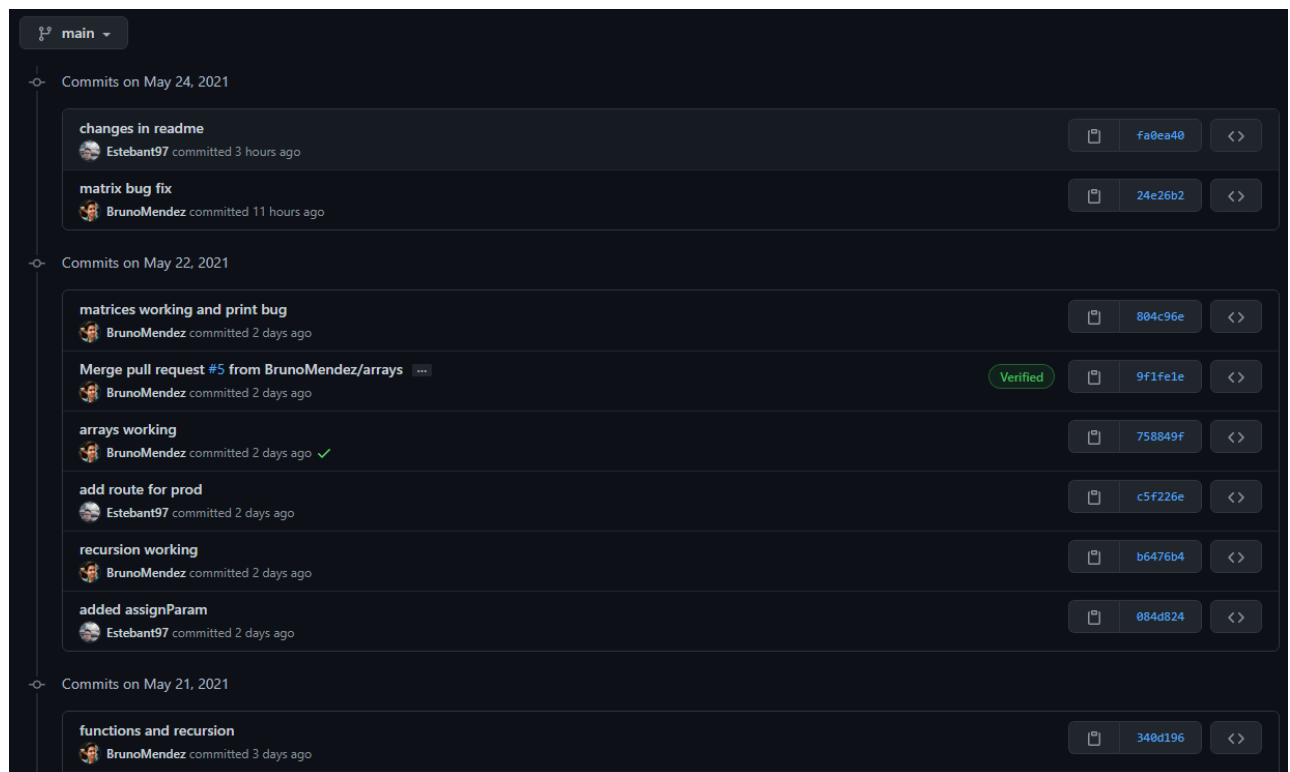 main
Commits on May 24, 2021
changes in readme
fa0ea40
Estebant97 committed 3 hours ago
matrix bug fix
24e26b2
BrunoMendez committed 11 hours ago
Commits on May 22, 2021
matrices working and print bug
804c96e
BrunoMendez committed 2 days ago
Merge pull request #5 from BrunoMendez/arrays ...
Verified
9f1fe1e
BrunoMendez committed 2 days ago
arrays working
758849f
BrunoMendez committed 2 days ago
add route for prod
c5f226e
Estebant97 committed 2 days ago
recursion working
b6476b4
BrunoMendez committed 2 days ago
added assignParam
084d824
Estebant97 committed 2 days ago
Commits on May 21, 2021
functions and recursion
340d196
BrunoMendez committed 3 days ago